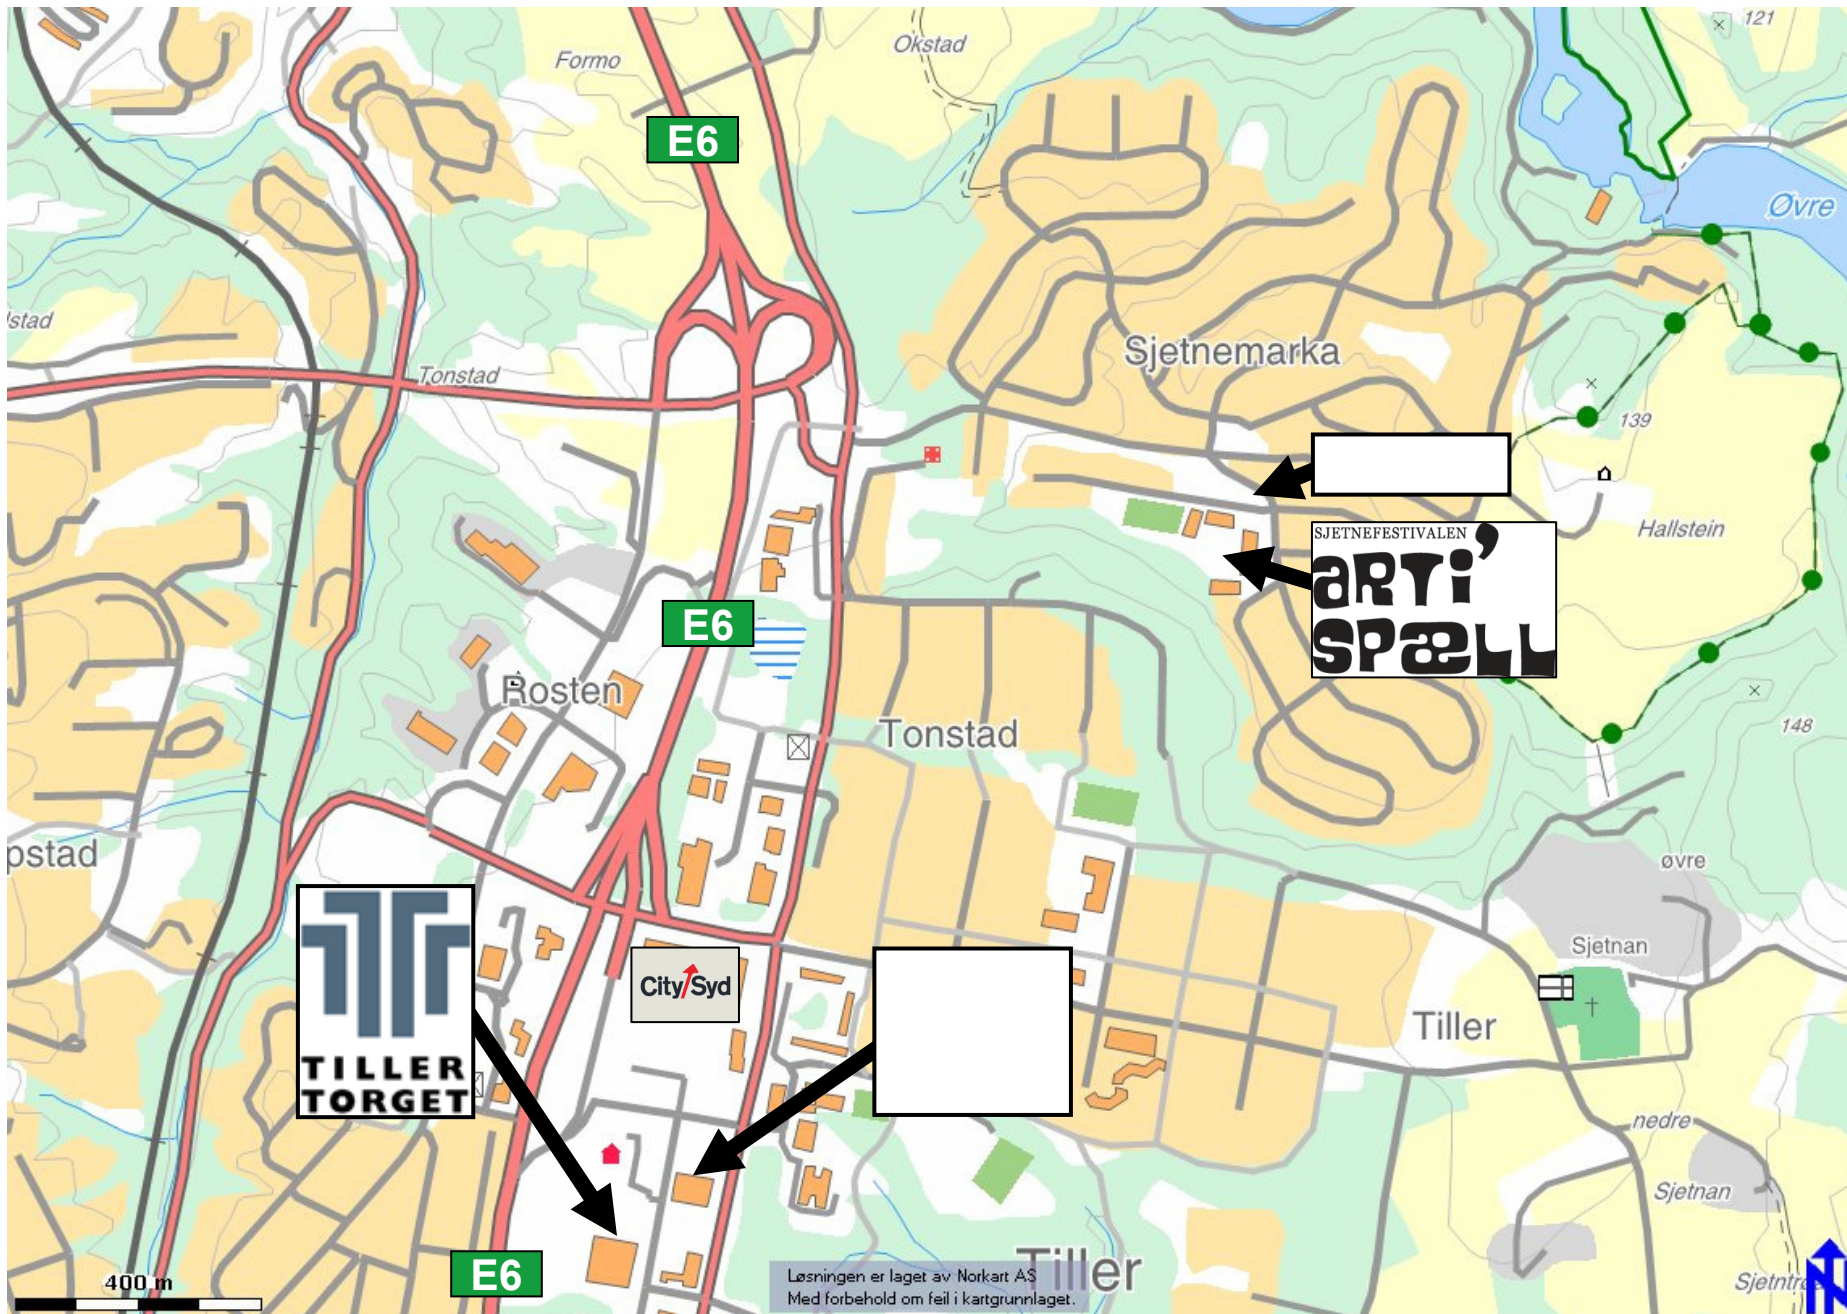 121
Okstad
Formo
E6
Øvre
lstad
Sjetnemarka
Tonstad
139
Hallstein
SJETNEFESTIVALEN
ARTi'
SPÆLL
E6
Rosten
Tonstad
148
pstad
øvre
Sjetnan
City Syd
Tiller
TILLER
TORGET
nedre
Sjetnan
E6
Tiller
400 m
Løsningen er laget av Norkart AS
Med forbehold om feil i kartgrunnlaget.
N